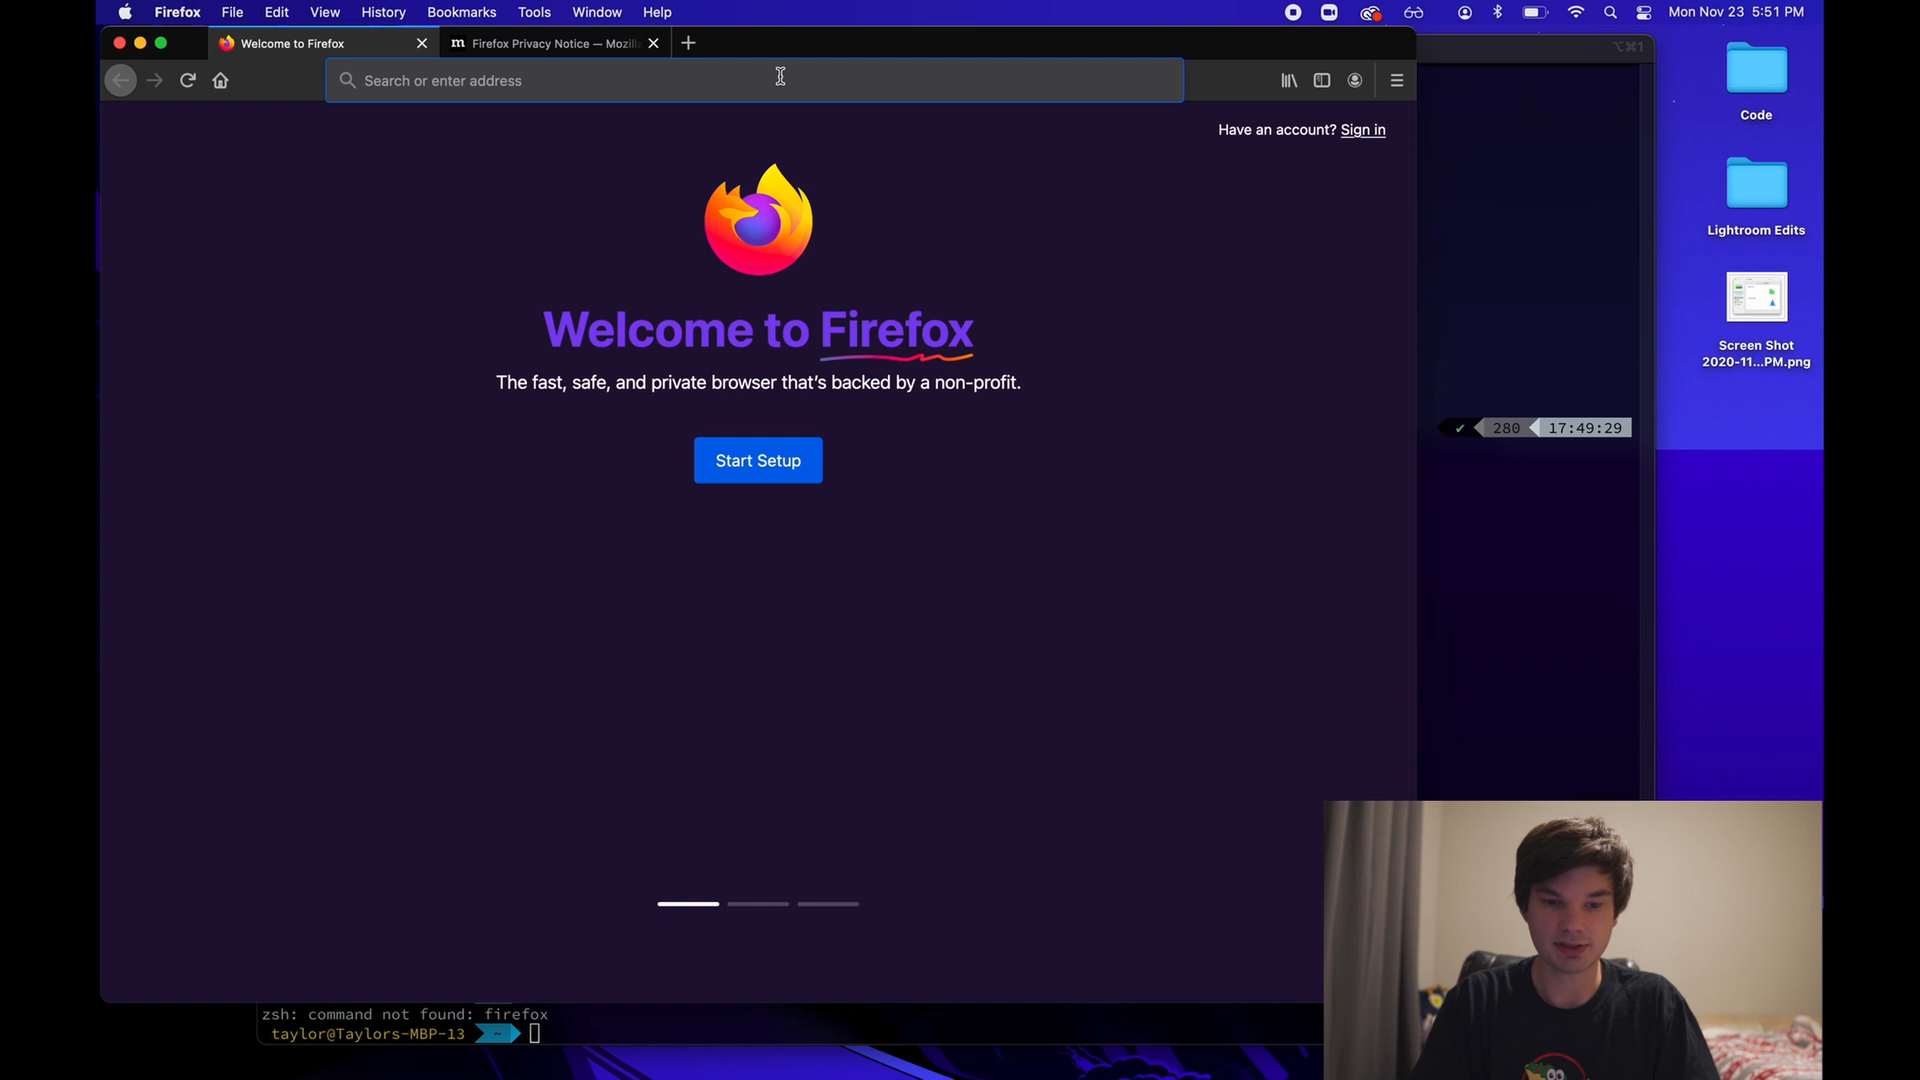 Firefox File Edit View History Bookmarks Tools Window Help Mon Nov 23 5:51 PM
Welcome to Firefox
m Firefox Privacy Notice — Mozil
⌥⌘1
Search or enter address
Have an account? Sign in
Welcome to Firefox
The fast, safe, and private browser that's backed by a non-profit.
Start Setup
Code
Lightroom Edits
Screen Shot
2020-11...PM.png
✓ 280 17:49:29
zsh: command not found: firefox
taylor@Taylors-MBP-13 ~